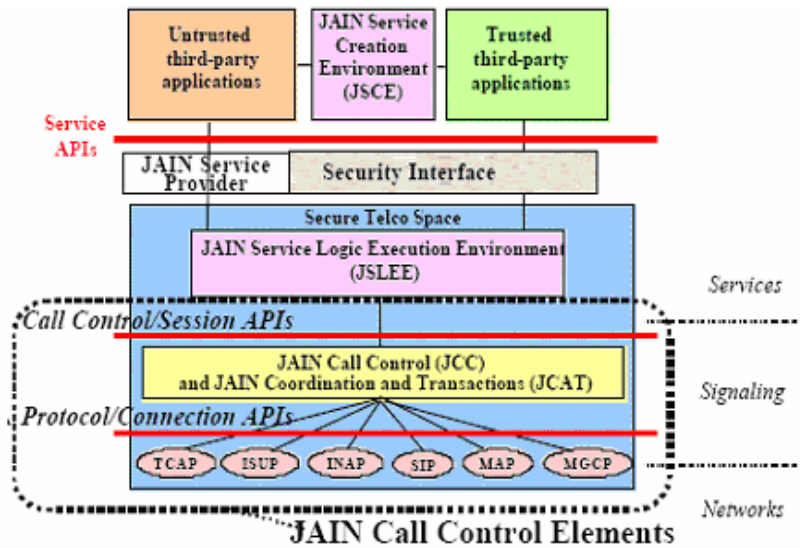 Untrusted
third-party
applications
JAIN Service
Creation
Environment
(JSCE)
Trusted
third-party
applications
Service
APIs
JAIN Service
Provider
Security Interface
Secure Telco Space
JAIN Service Logic Execution Environment
(JSLEE)
Services
Call Control/Session APIs
JAIN Call Control (JCC)
and JAIN Coordination and Transactions (JCAT)
Signaling
Protocol/Connection APIs
TCAP
ISUP
INAP
SIP
MAP
MGCP
Networks
JAIN Call Control Elements